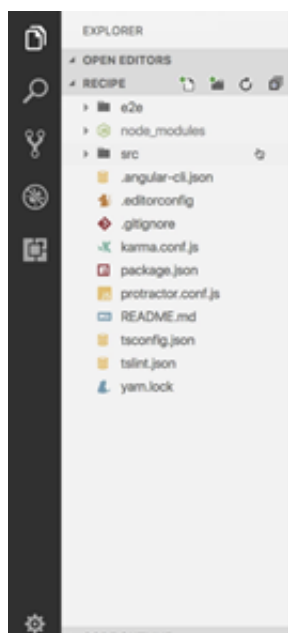 EXPLORER
OPEN EDITORS
RECIPE
e2e
node_modules
src
.angular-cli.json
.editorconfig
.gitignore
karma.conf.js
package.json
protractor.conf.js
README.md
tsconfig.json
tslint.json
yarn.lock